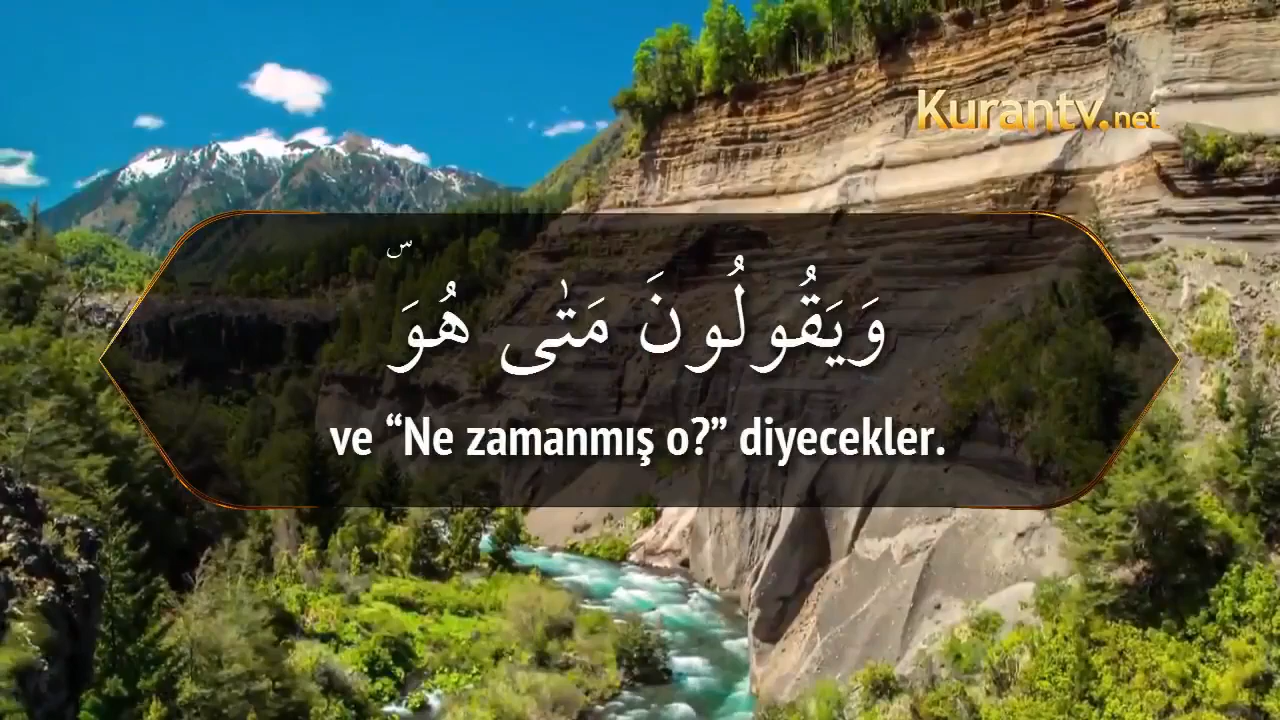 Kurantv.net
وَيَقُولُونَ مَتٰى هُوَۜ
ve “Ne zamanmış o?” diyecekler.